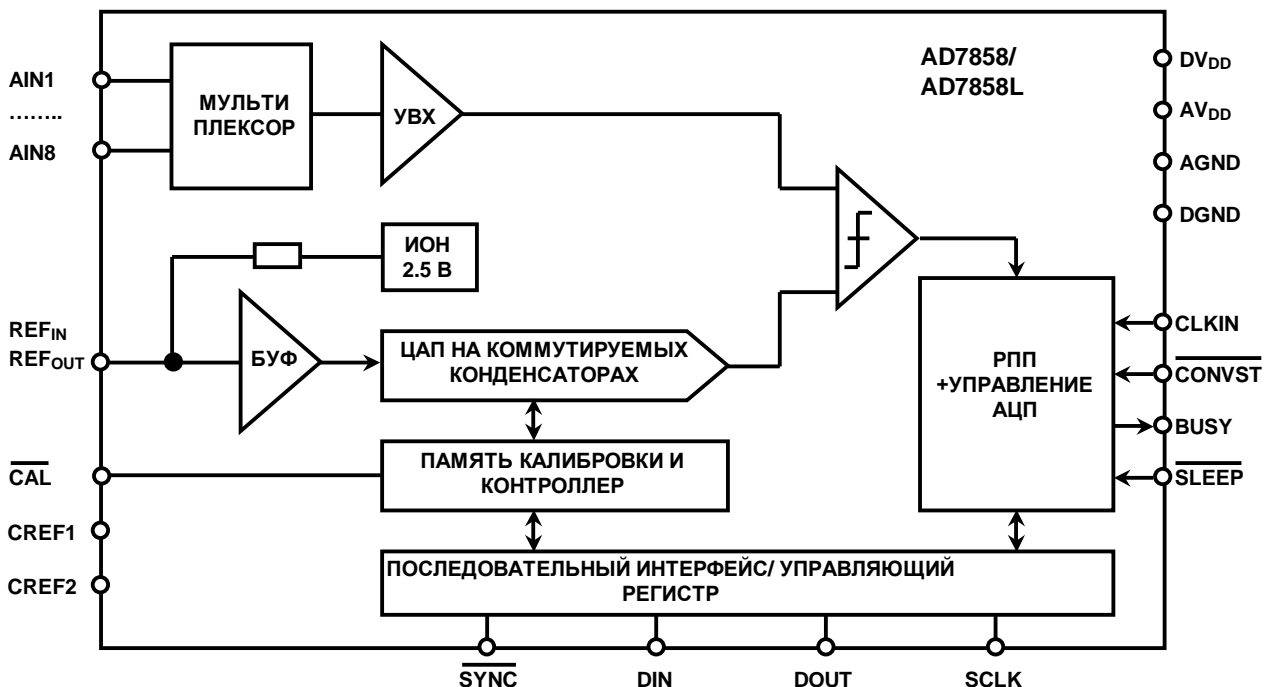 AD7858/
AD7858L
AIN1
……..
AIN8
МУЛЬТИ
ПЛЕКСОР
УВХ
DVDD
AVDD
AGND
DGND
ИОН
2.5 В
REFIN
REFOUT
БУФ
ЦАП НА КОММУТИРУЕМЫХ
КОНДЕНСАТОРАХ
РПП
+УПРАВЛЕНИЕ
АЦП
CLKIN
CONVST
BUSY
SLEEP
CAL
ПАМЯТЬ КАЛИБРОВКИ И
КОНТРОЛЛЕР
CREF1
CREF2
ПОСЛЕДОВАТЕЛЬНЫЙ ИНТЕРФЕЙС/ УПРАВЛЯЮЩИЙ
РЕГИСТР
SYNC
DIN
DOUT
SCLK